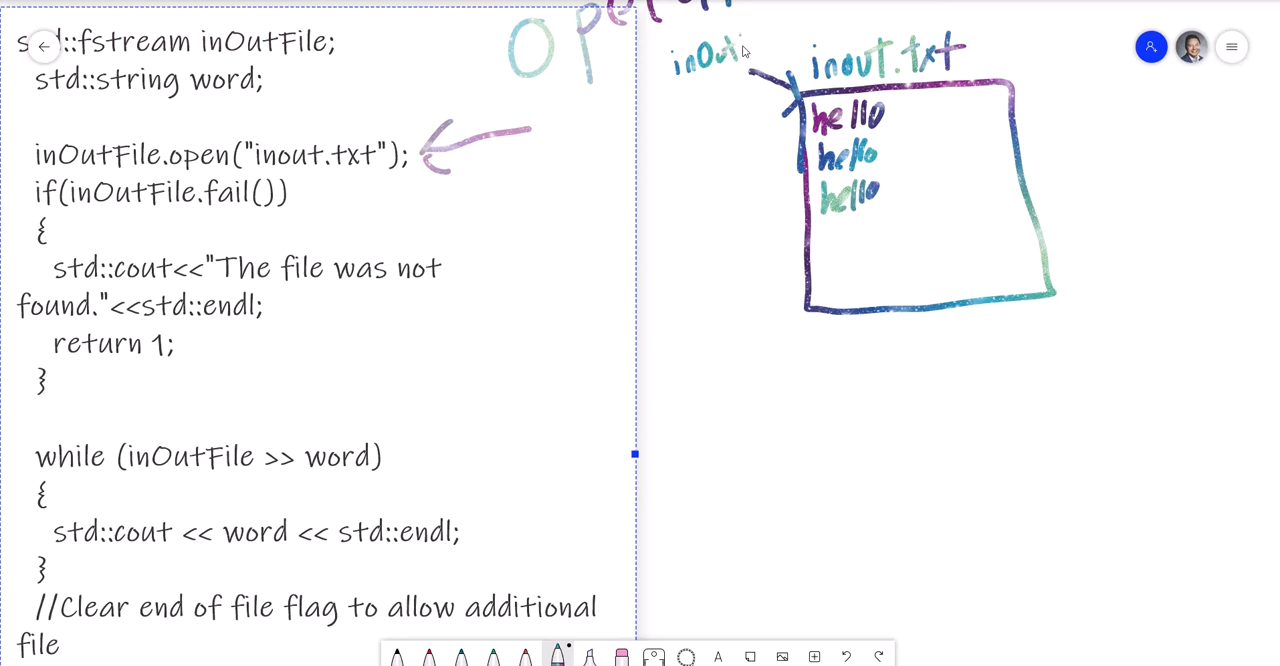 std::fstream inOutFile;
std::string word;
inOutFile.open("inout.txt");
if(inOutFile.fail())
{
std::cout<<"The file was not
found."<<std::endl;
return 1;
}
while (inOutFile >> word)
{
std::cout << word << std::endl;
}
//Clear end of file flag to allow additional
file
inOut
inout.txt
hello
hello
hello
A